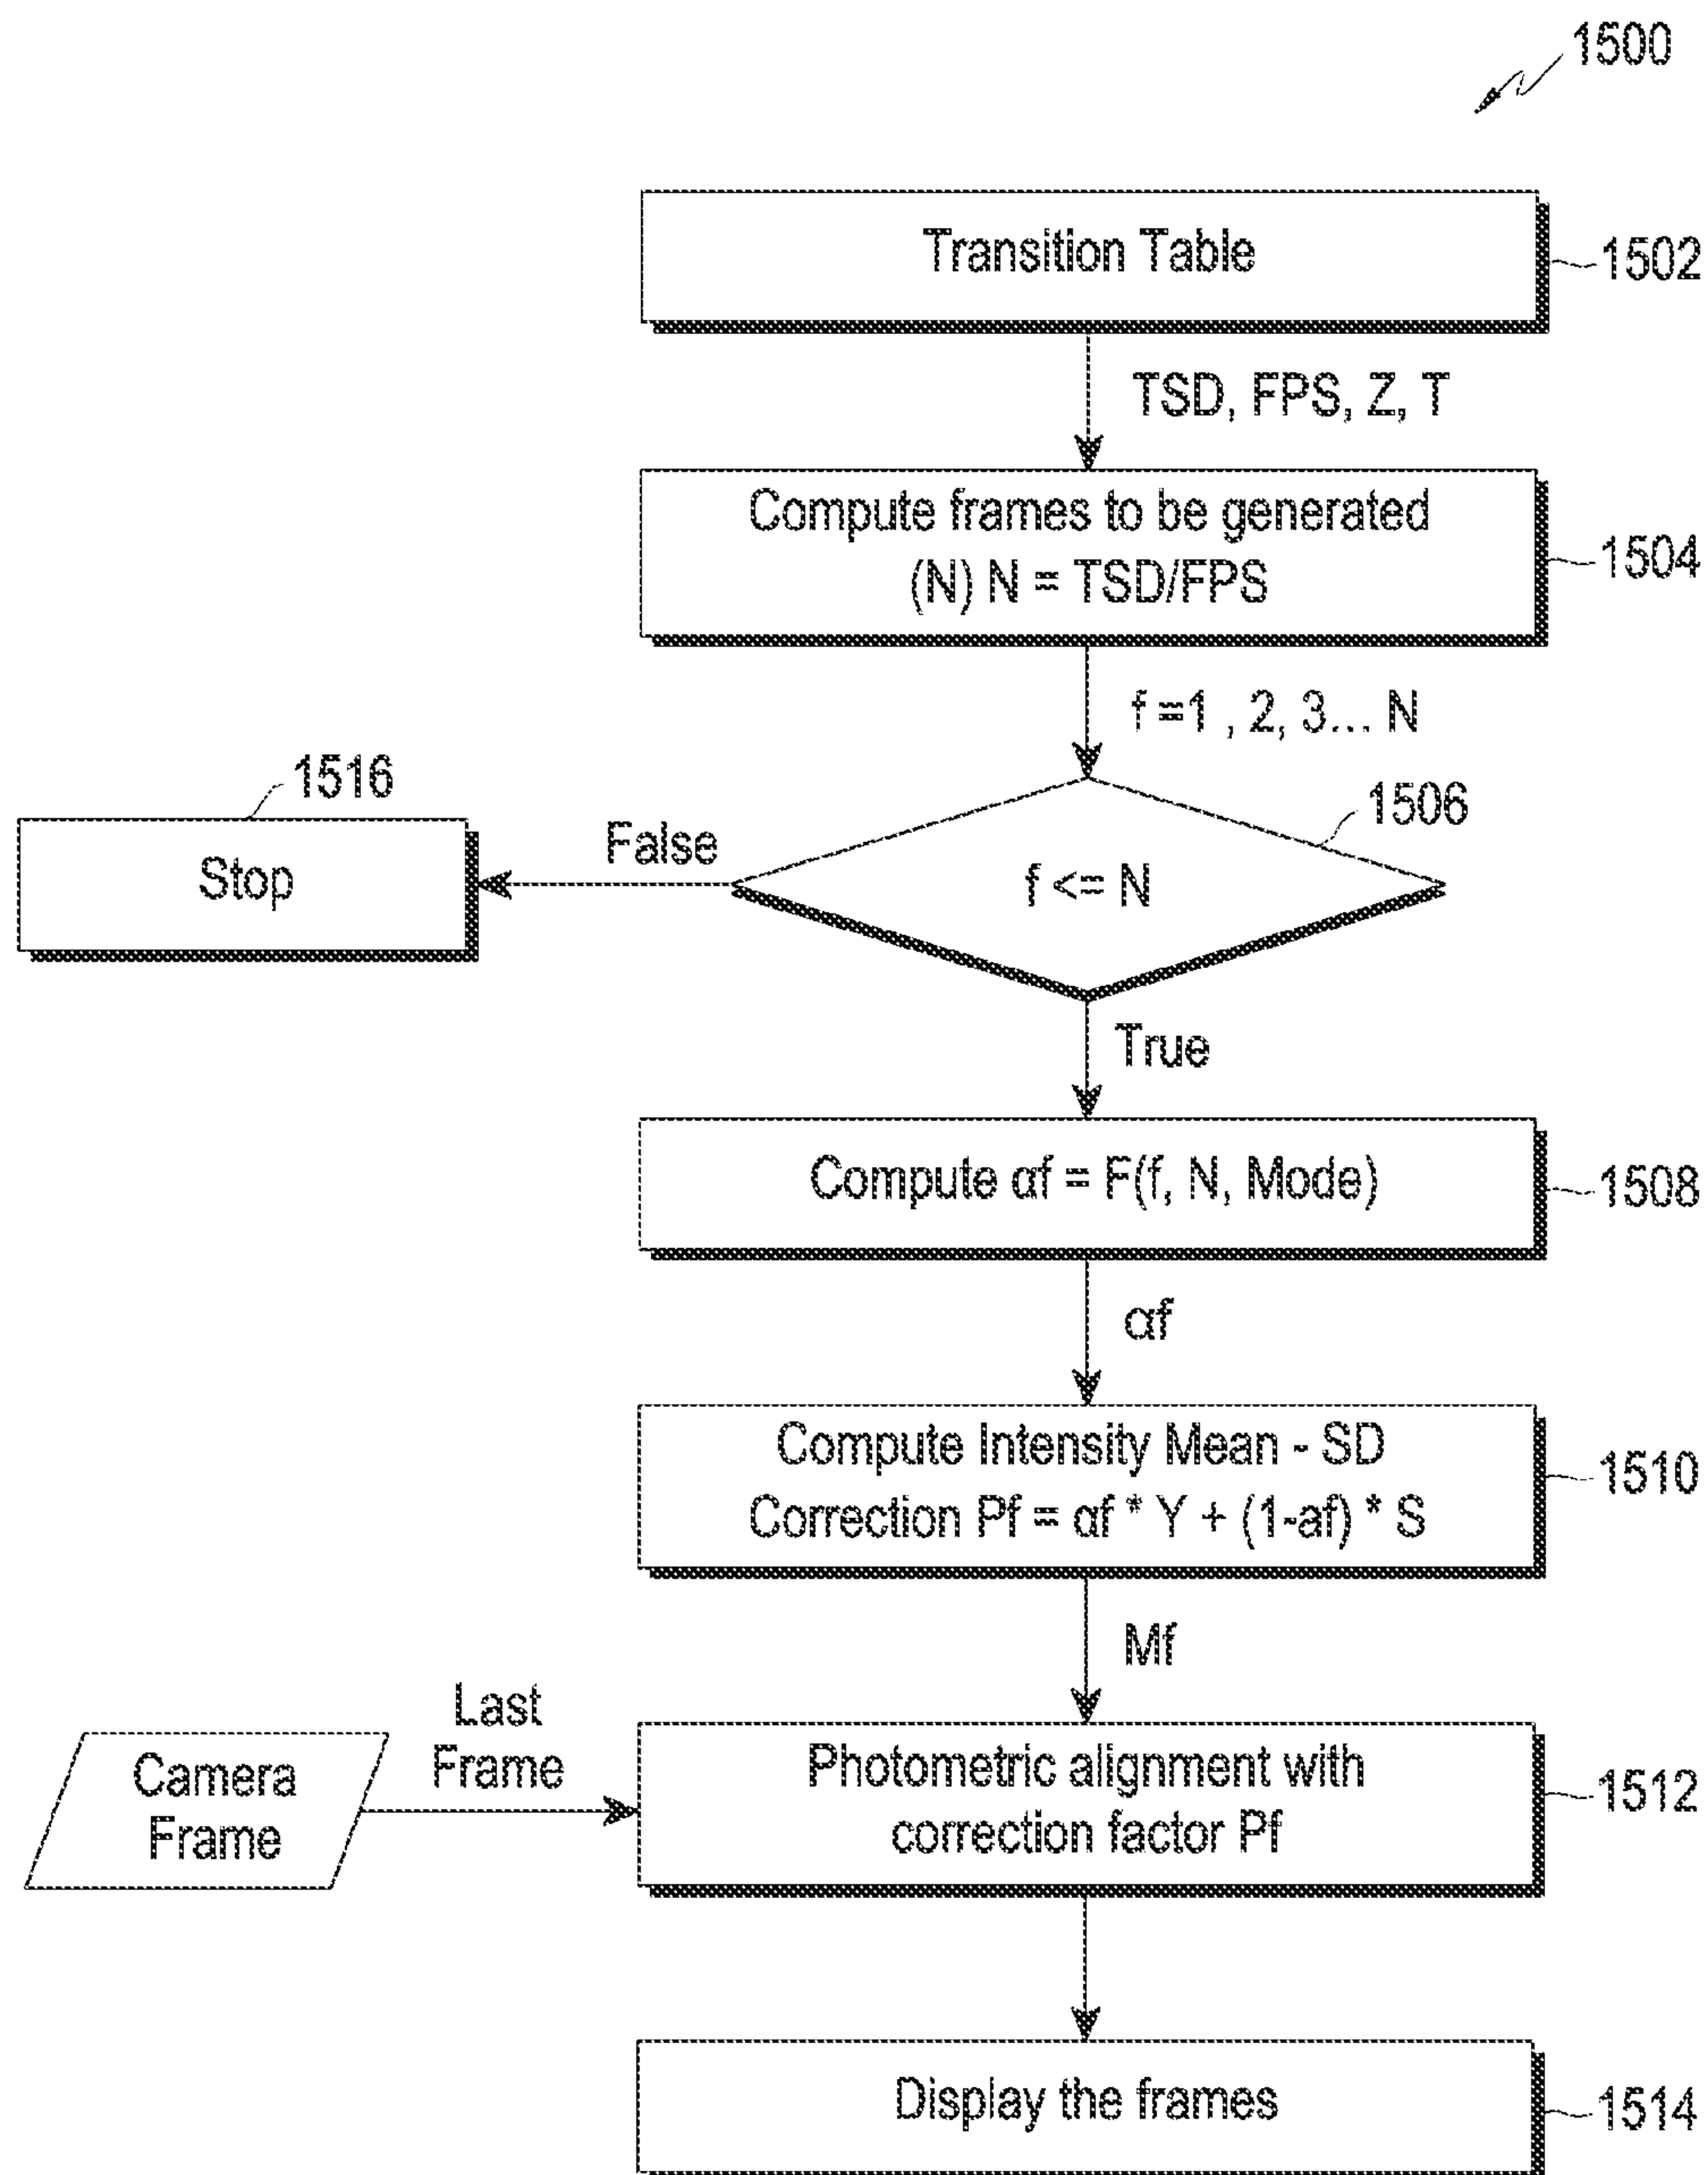 1500
Transition Table
1502
TSD, FPS, Z, T
Compute frames to be generated
(N) N = TSD/FPS
1504
f =1 , 2, 3... N
1516
1506
Stop
False
f <= N
True
Compute αf = F(f, N, Mode)
1508
αf
Compute Intensity Mean - SD
Correction Pf = αf * Y + (1-af) * S
1510
Mf
Last
Frame
Camera
Frame
Photometric alignment with
correction factor Pf
1512
Display the frames
1514